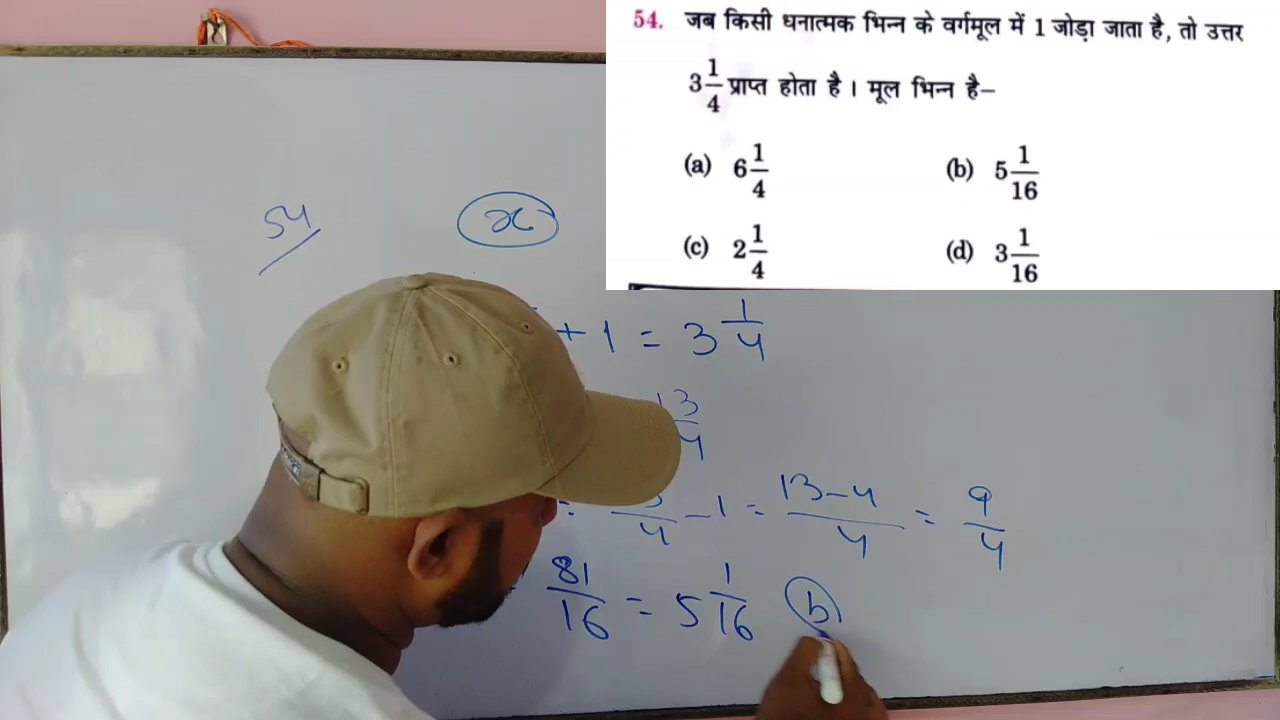 54. जब किसी धनात्मक भिन्न के वर्गमूल में 1 जोड़ा जाता है, तो उत्तर
3 1/4 प्राप्त होता है। मूल भिन्न है–
(a) 6 1/4 (b) 5 1/16
(c) 2 1/4 (d) 3 1/16
54 x
+ 1 = 3 1/4
13/4
= 3/4 - 1 = 13-4/4 = 9/4
81/16 = 5 1/16 b